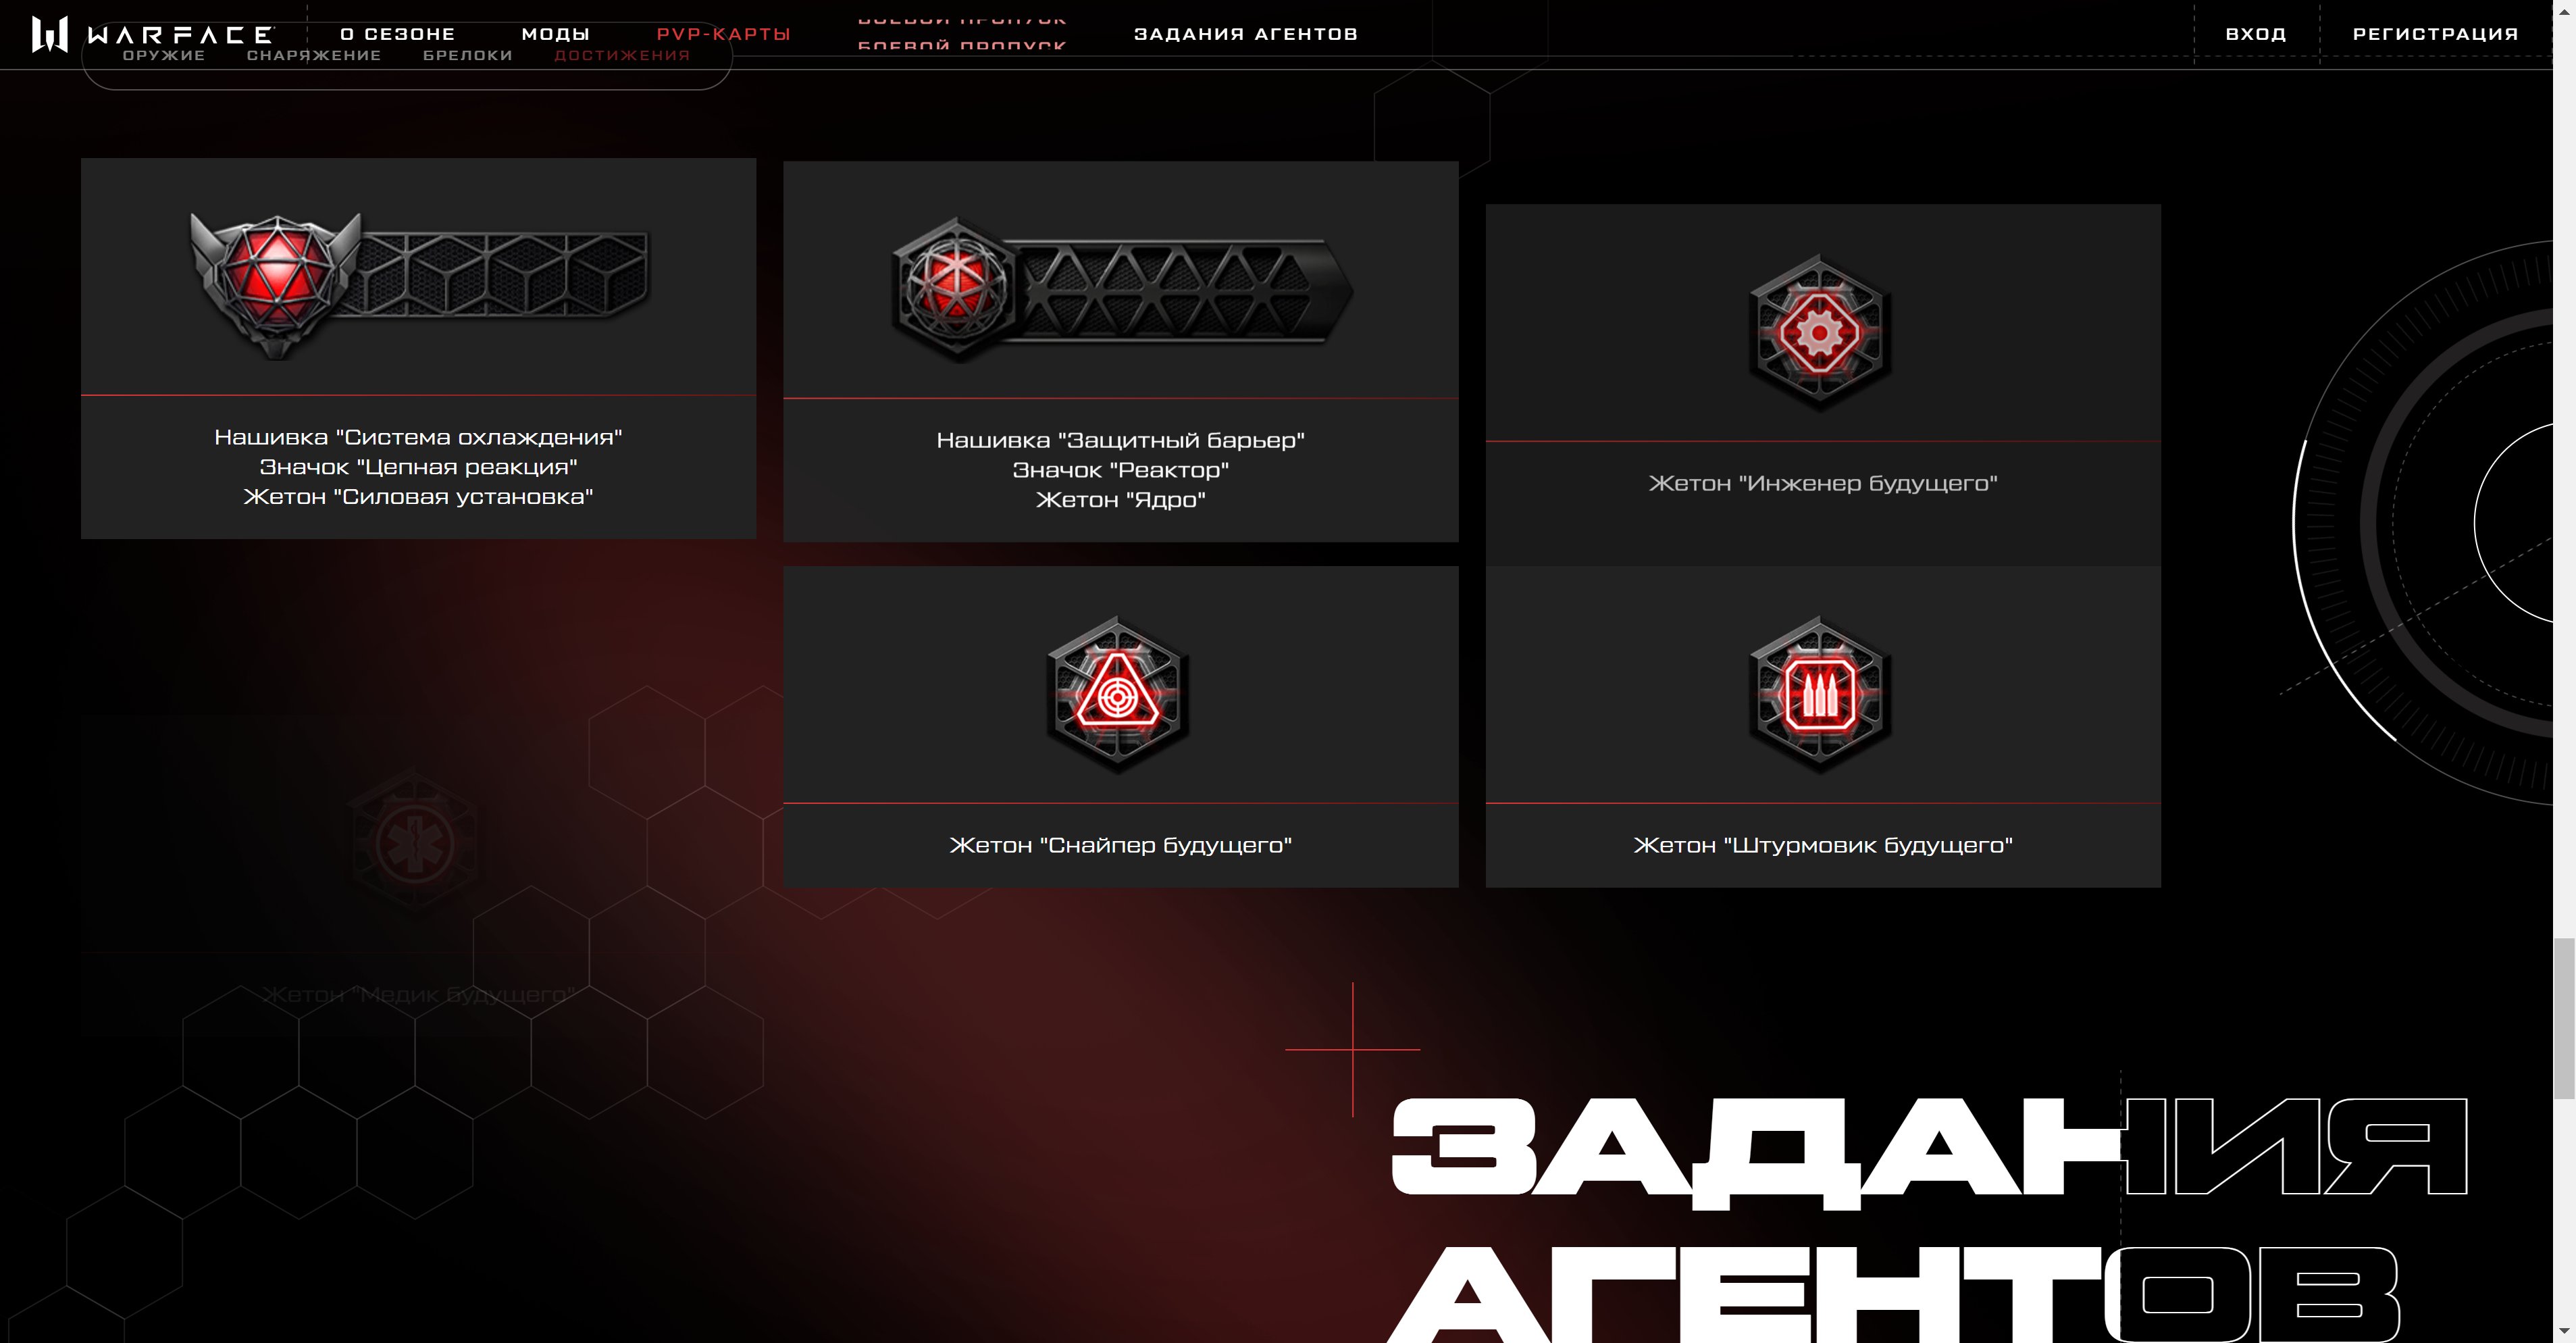 WARFACE
О СЕЗОНЕ
МОДЫ
PVP-КАРТЫ
БОЕВОЙ ПРОПУСК
БОЕВОЙ ПРОПУСК
ЗАДАНИЯ АГЕНТОВ
ВХОД
РЕГИСТРАЦИЯ
ОРУЖИЕ
СНАРЯЖЕНИЕ
БРЕЛОКИ
ДОСТИЖЕНИЯ
Нашивка "Система охлаждения"
Значок "Цепная реакция"
Жетон "Силовая установка"
Нашивка "Защитный барьер"
Значок "Реактор"
Жетон "Ядро"
Жетон "Инженер будущего"
Жетон "Медик будущего"
Жетон "Снайпер будущего"
Жетон "Штурмовик будущего"
ЗАДАНИЯ
АГЕНТОВ